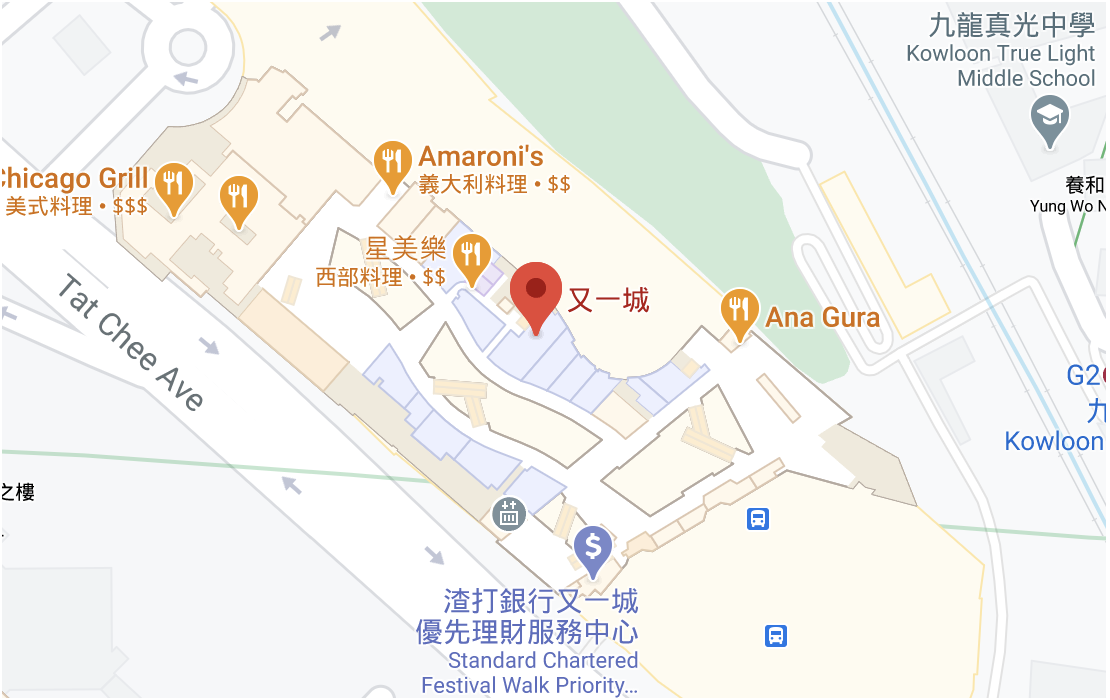 九龍真光中學
Kowloon True Light
Middle School
Amaroni's
義大利料理 • $$
Chicago Grill
美式料理 • $$$
養和
Yung Wo N
星美樂
西部料理 • $$
又一城
Ana Gura
Tat Chee Ave
G2
九
Kowloon
之樓
$
渣打銀行又一城
優先理財服務中心
Standard Chartered
Festival Walk Priority...